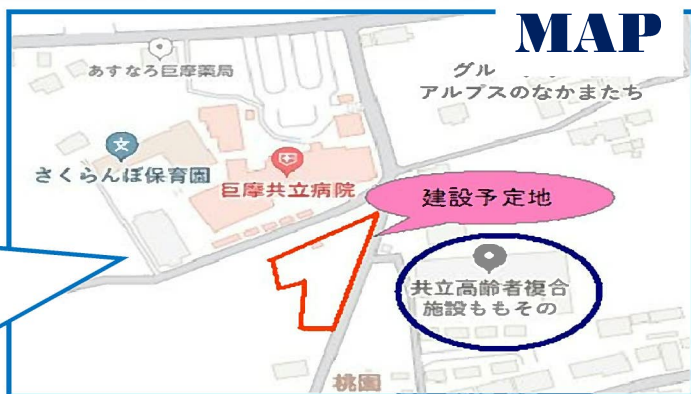 MAP
あすなろ巨摩薬局
グル
アルプスのなかまたち
さくらんぼ保育園
巨摩共立病院
建設予定地
共立高齢者複合
施設ももその
桃園